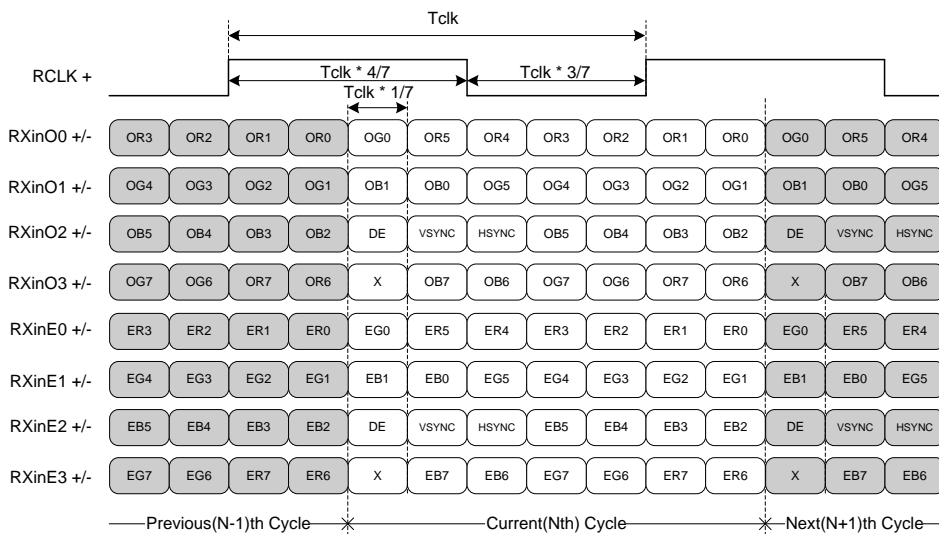 Tclk
RCLK +
Tclk * 4/7
Tclk * 3/7
Tclk * 1/7
RXinO0 +/- OR3 OR2 OR1 OR0 OG0 OR5 OR4 OR3 OR2 OR1 OR0 OG0 OR5 OR4
RXinO1 +/- OG4 OG3 OG2 OG1 OB1 OB0 OG5 OG4 OG3 OG2 OG1 OB1 OB0 OG5
RXinO2 +/- OB5 OB4 OB3 OB2 DE VSYNC HSYNC OB5 OB4 OB3 OB2 DE VSYNC HSYNC
RXinO3 +/- OG7 OG6 OR7 OR6 X OB7 OB6 OG7 OG6 OR7 OR6 X OB7 OB6
RXinE0 +/- ER3 ER2 ER1 ER0 EG0 ER5 ER4 ER3 ER2 ER1 ER0 EG0 ER5 ER4
RXinE1 +/- EG4 EG3 EG2 EG1 EB1 EB0 EG5 EG4 EG3 EG2 EG1 EB1 EB0 EG5
RXinE2 +/- EB5 EB4 EB3 EB2 DE VSYNC HSYNC EB5 EB4 EB3 EB2 DE VSYNC HSYNC
RXinE3 +/- EG7 EG6 ER7 ER6 X EB7 EB6 EG7 EG6 ER7 ER6 X EB7 EB6
Previous(N-1)th Cycle Current(Nth) Cycle Next(N+1)th Cycle